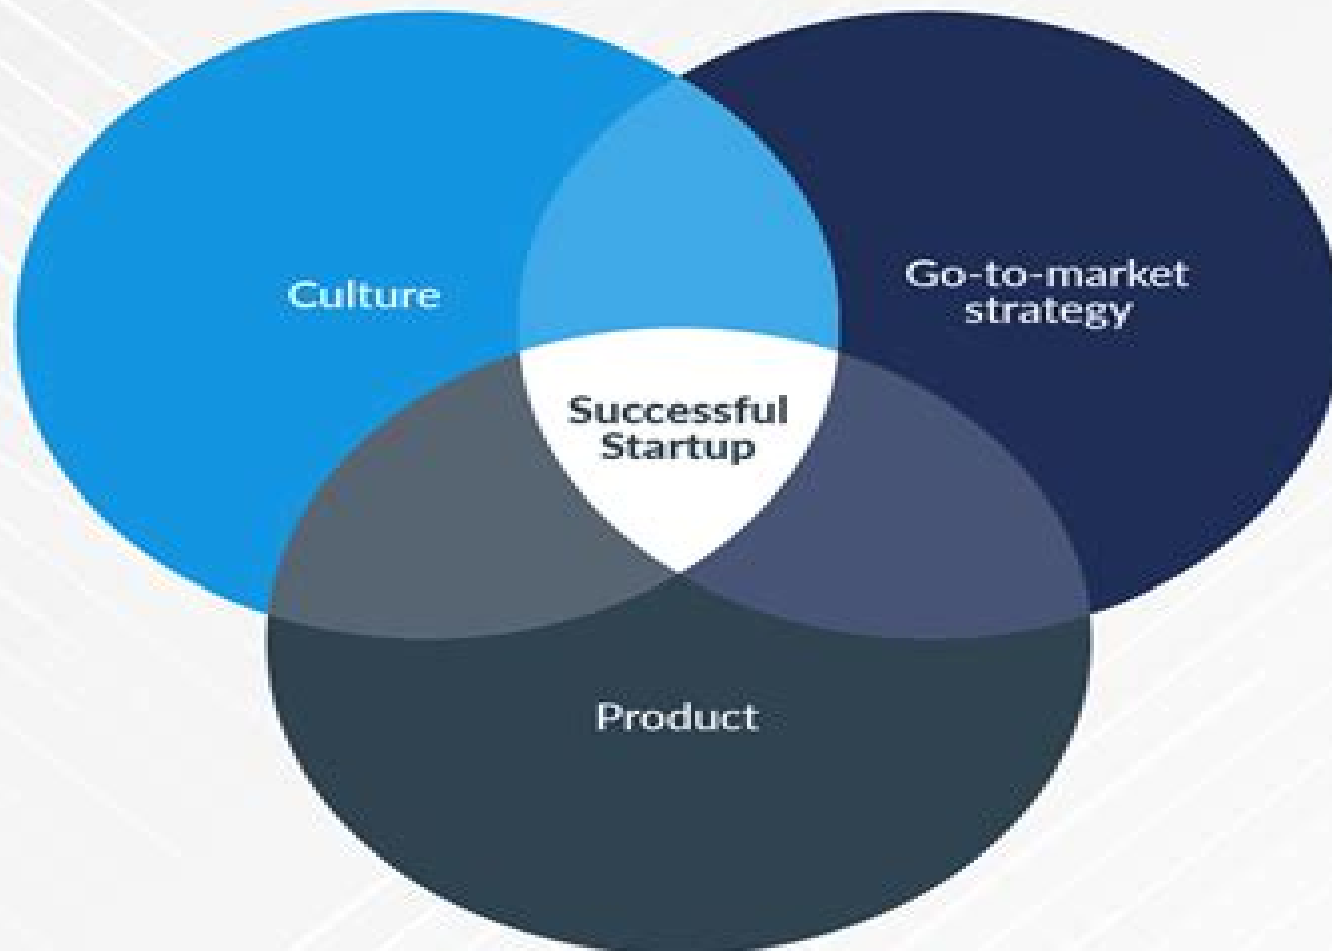 Culture
Go-to-market
strategy
Successful
Startup
Product